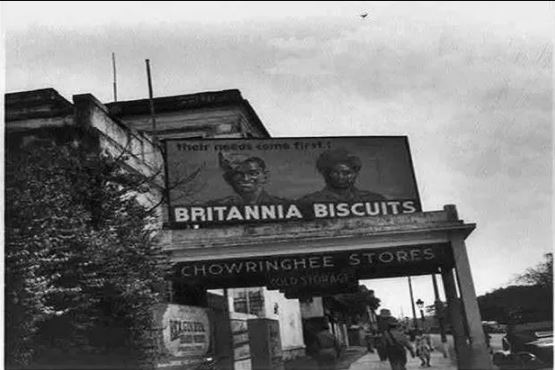 their needs come first!
BRITANNIA BISCUITS
CHOWRINGHEE STORES
COLD STORAGE